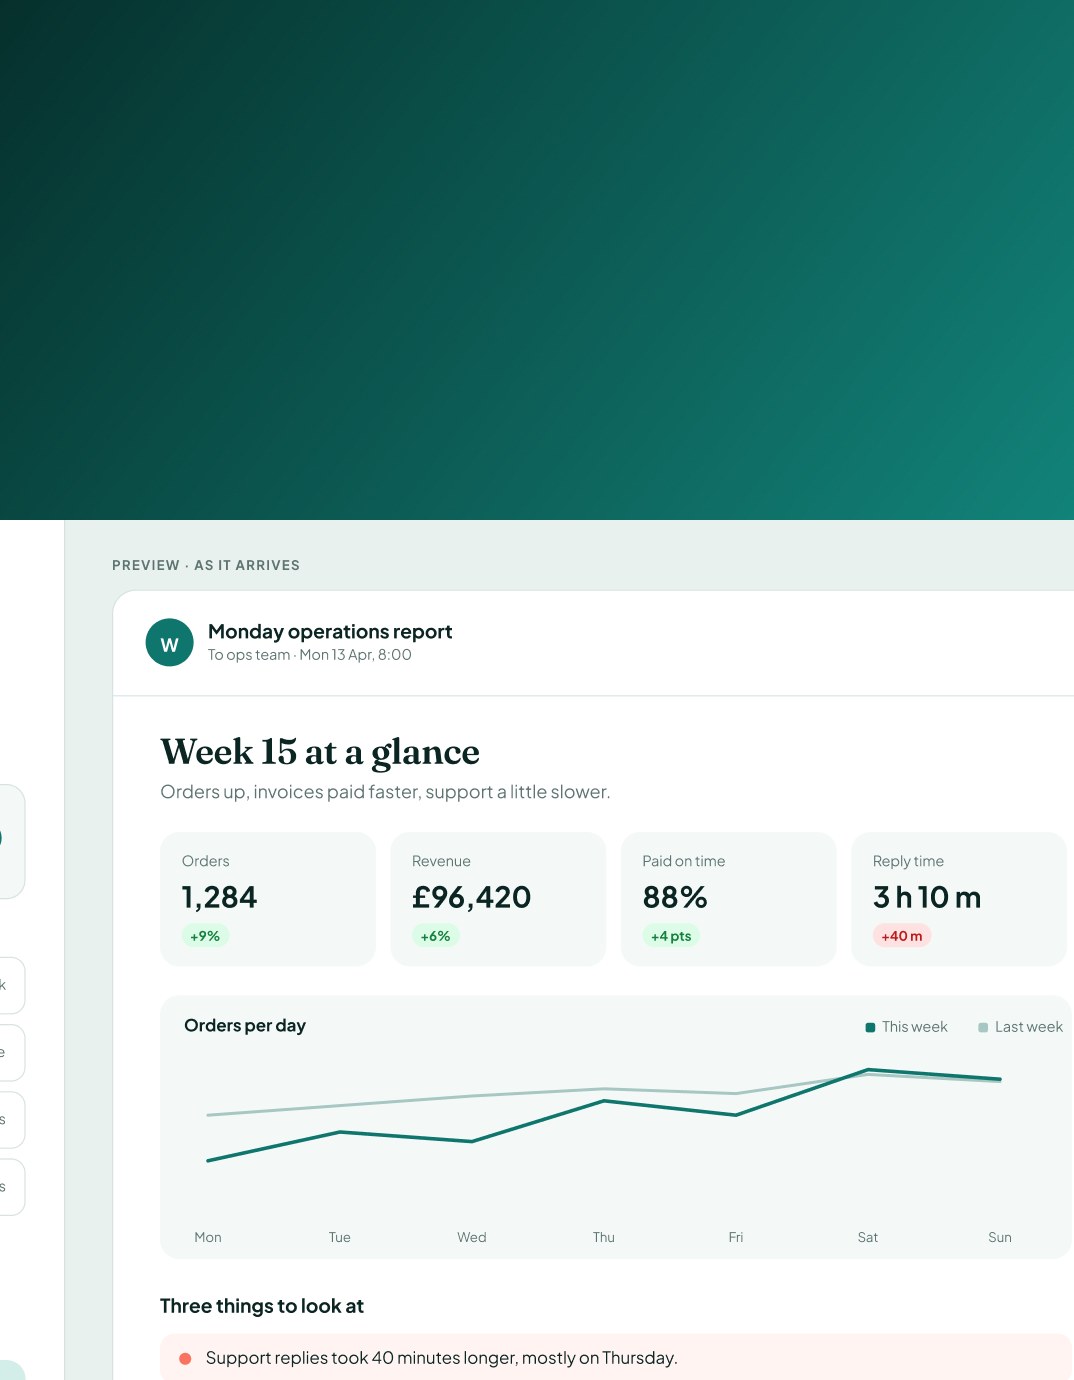 PREVIEW · AS IT ARRIVES
W
Monday operations report
To ops team · Mon 13 Apr, 8:00
Week 15 at a glance
Orders up, invoices paid faster, support a little slower.
Orders
1,284
+9%
Revenue
£96,420
+6%
Paid on time
88%
+4 pts
Reply time
3 h 10 m
+40 m
Orders per day
This week
Last week
Mon Tue Wed Thu Fri Sat Sun
Three things to look at
Support replies took 40 minutes longer, mostly on Thursday.